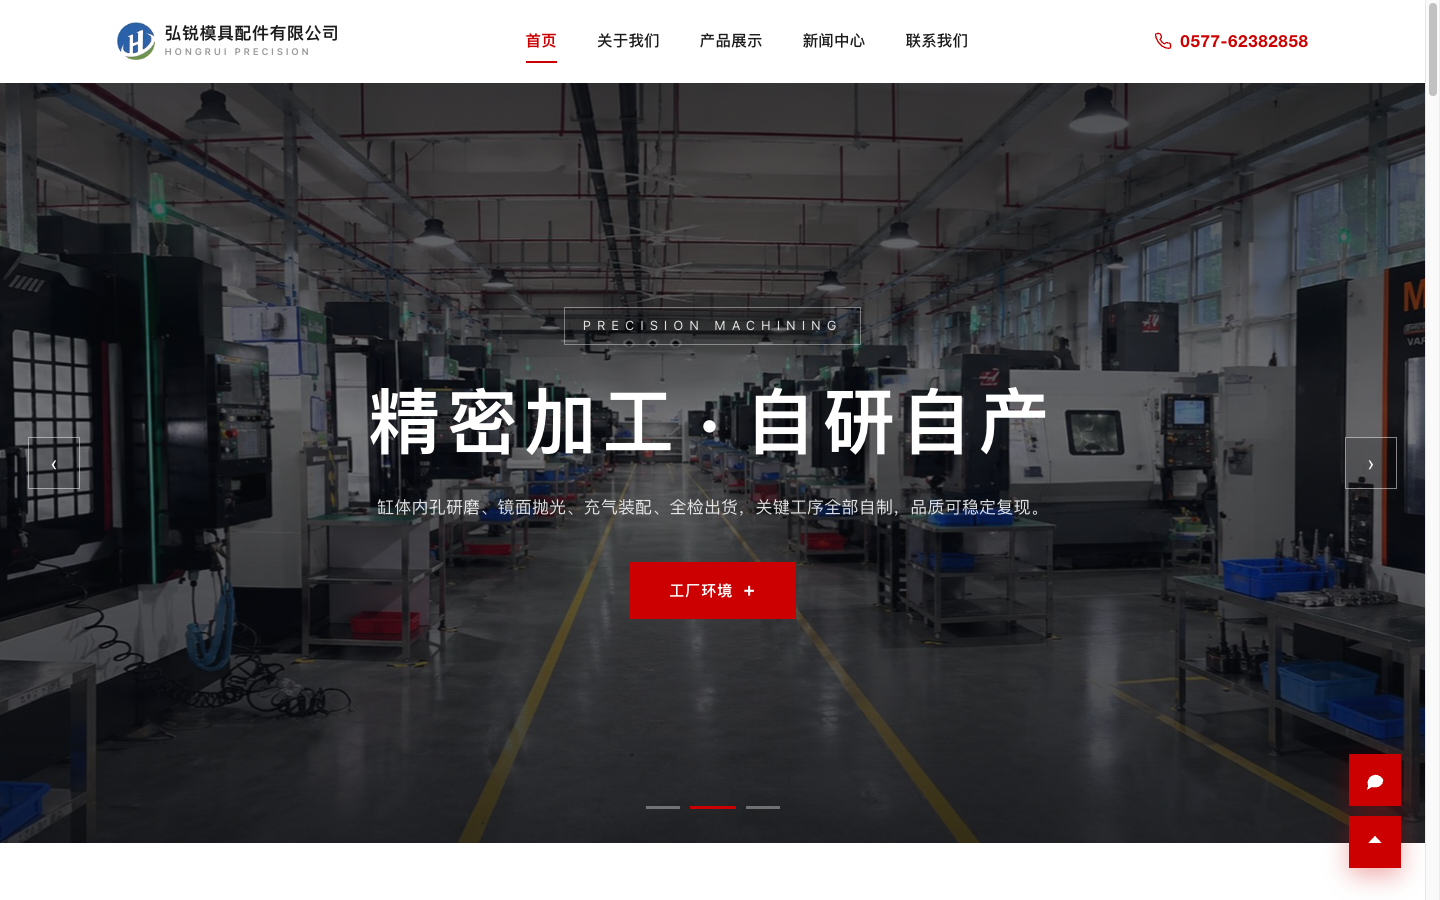 弘锐模具配件有限公司
HONGRUI PRECISION
首页
关于我们
产品展示
新闻中心
联系我们
0577-62382858
PRECISION MACHINING
精密加工·自研自产
缸体内孔研磨、镜面抛光、充气装配、全检出货，关键工序全部自制，品质可稳定复现。
工厂环境 +
‹
›